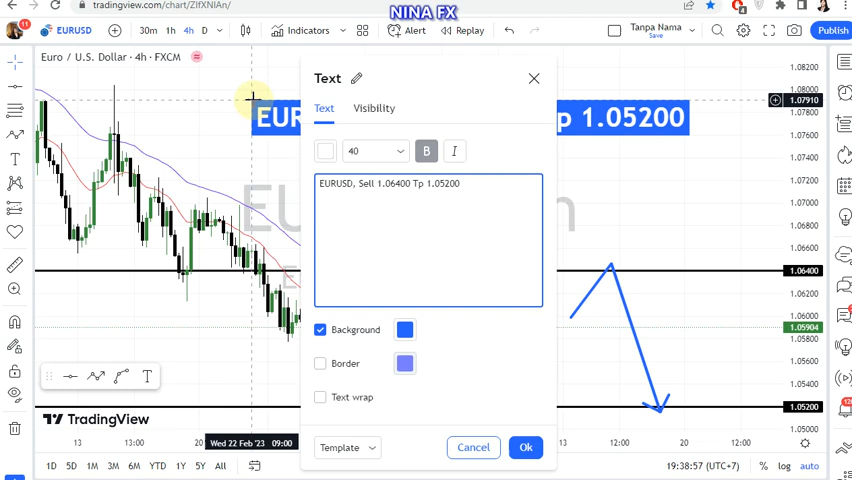 tradingview.com/chart/ZIfXNIAn/
NINA FX
11
EURUSD
30m 1h 4h D
Indicators
Alert
Replay
Tanpa Nama
Save
Publish
Euro / U.S. Dollar · 4h · FXCM
Text
Text
Visibility
40
B
I
EURUSD, Sell 1.06400 Tp 1.05200
Background
Border
Text wrap
Template
Cancel
Ok
EUR
p 1.05200
1.08200
1.08000
1.07910
1.07800
1.07600
1.07400
1.07200
1.07000
1.06800
1.06600
1.06400
1.06200
1.06000
1.05904
1.05600
1.05400
1.05200
1.05000
TradingView
13
13:00
20
Wed 22 Feb '23 09:00
13
12:00
20
12:00
1D 5D 1M 3M 6M YTD 1Y 5Y All
19:38:57 (UTC+7)
% log auto